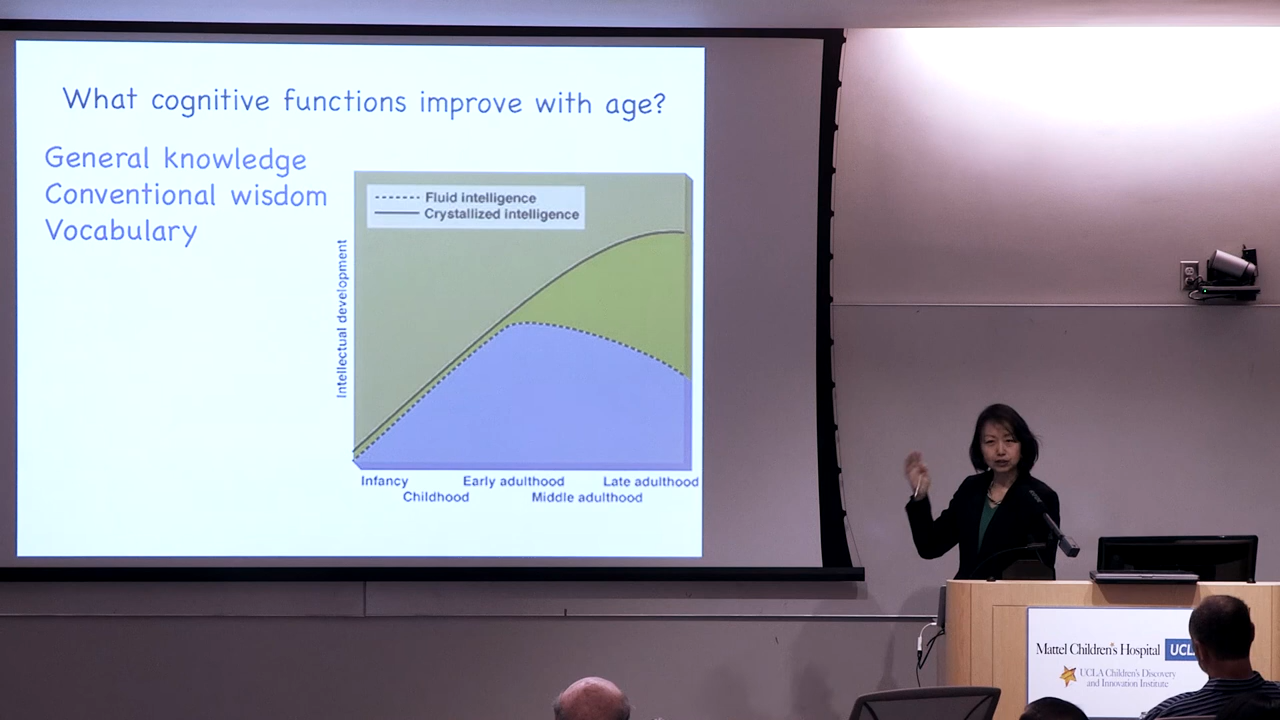 What cognitive functions improve with age?
General knowledge
Conventional wisdom
Vocabulary
Fluid intelligence
Crystallized intelligence
Intellectual development
Infancy
Childhood
Early adulthood
Middle adulthood
Late adulthood
Mattel Children's Hospital
UCLA Children's Discovery
and Innovation Institute